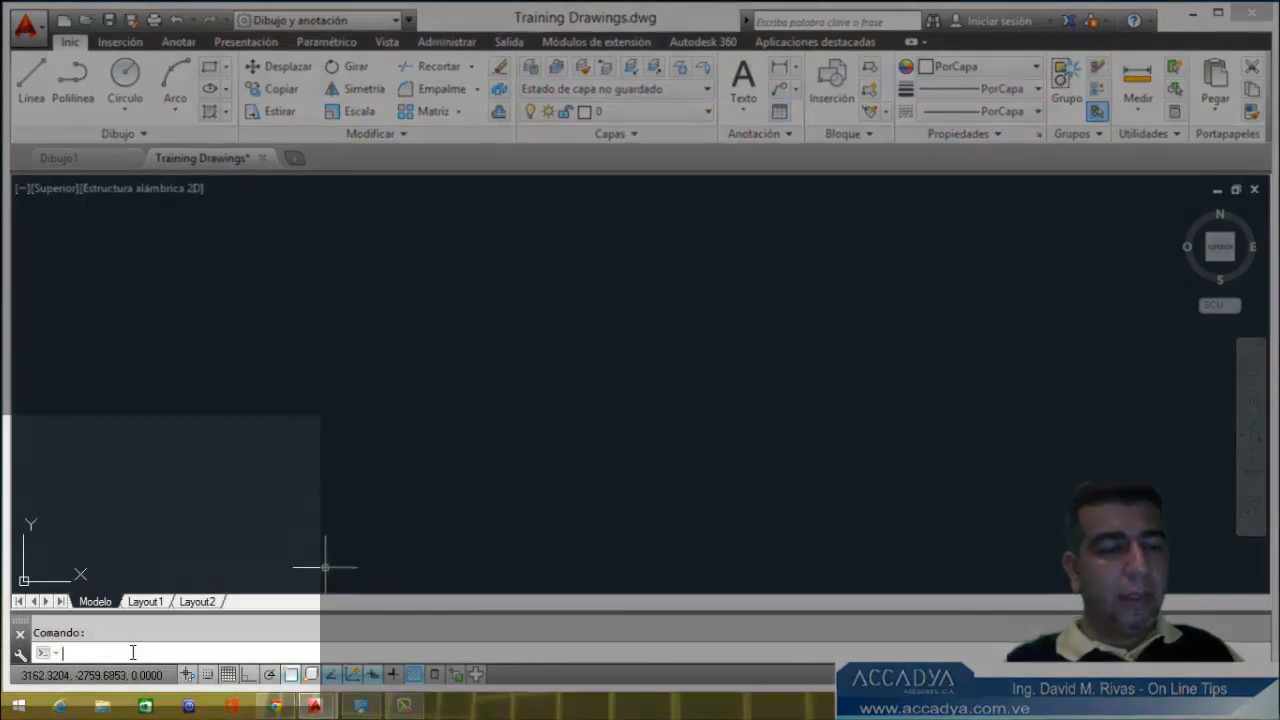 Dibujo y anotación
Training Drawings.dwg
Escriba palabra clave o frase
Iniciar sesión
Inic
Inserción
Anotar
Presentación
Paramétrico
Vista
Administrar
Salida
Módulos de extensión
Autodesk 360
Aplicaciones destacadas
Línea
Polilínea
Círculo
Arco
Desplazar
Girar
Recortar
Copiar
Simetría
Empalme
Estirar
Escala
Matriz
Estado de capa no guardado
0
Texto
Inserción
PorCapa
PorCapa
PorCapa
Grupo
Medir
Pegar
Dibujo
Modificar
Capas
Anotación
Bloque
Propiedades
Grupos
Utilidades
Portapapeles
Dibujo1
Training Drawings*
[−][Superior][Estructura alámbrica 2D]
N
O
SUPERIOR
E
S
SCU
Y
X
Modelo
Layout1
Layout2
Comando:
3162.3204, -2759.6853, 0.0000
ACCADYA
ASESORES, C.A.
Ing. David M. Rivas - On Line Tips
www.accadya.com.ve